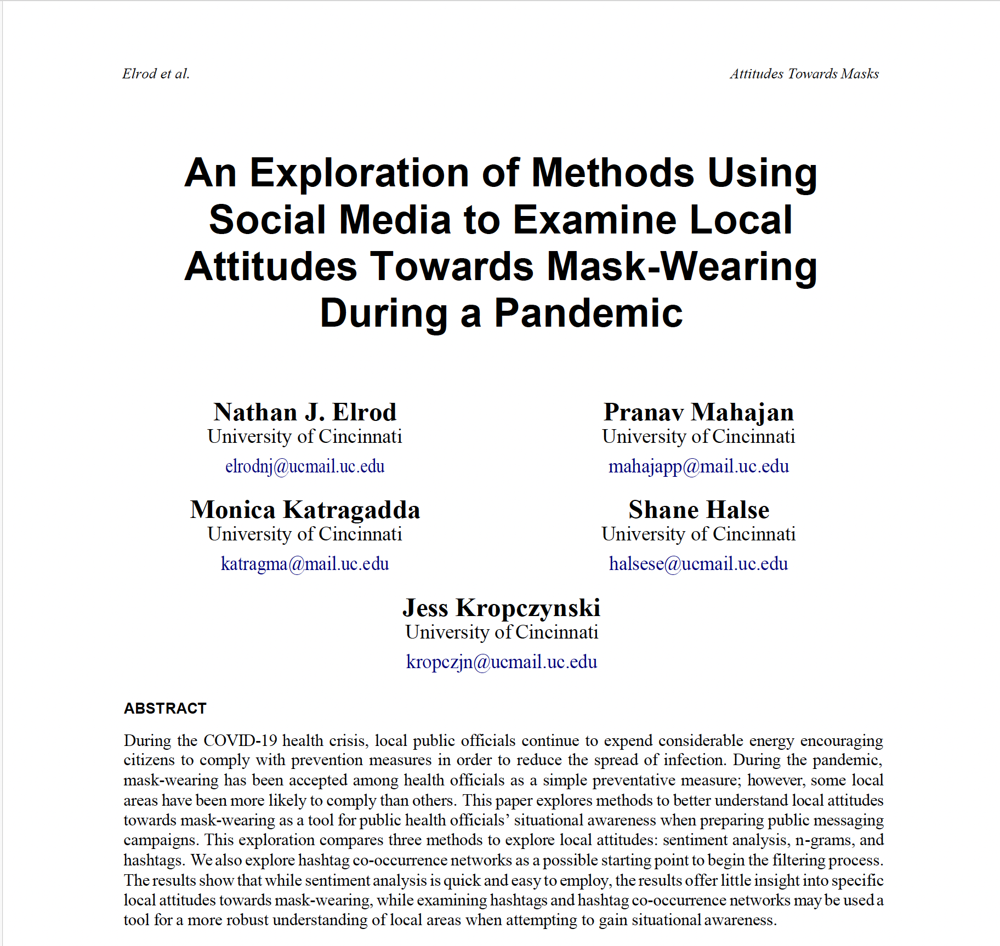 Elrod et al.
Attitudes Towards Masks
An Exploration of Methods Using
Social Media to Examine Local
Attitudes Towards Mask-Wearing
During a Pandemic
Nathan J. Elrod
University of Cincinnati
elrodnj@ucmail.uc.edu
Pranav Mahajan
University of Cincinnati
mahajapp@mail.uc.edu
Monica Katragadda
University of Cincinnati
katragma@mail.uc.edu
Shane Halse
University of Cincinnati
halsese@ucmail.uc.edu
Jess Kropczynski
University of Cincinnati
kropczjn@ucmail.uc.edu
ABSTRACT
During the COVID-19 health crisis, local public officials continue to expend considerable energy encouraging
citizens to comply with prevention measures in order to reduce the spread of infection. During the pandemic,
mask-wearing has been accepted among health officials as a simple preventative measure; however, some local
areas have been more likely to comply than others. This paper explores methods to better understand local attitudes
towards mask-wearing as a tool for public health officials’ situational awareness when preparing public messaging
campaigns. This exploration compares three methods to explore local attitudes: sentiment analysis, n-grams, and
hashtags. We also explore hashtag co-occurrence networks as a possible starting point to begin the filtering process.
The results show that while sentiment analysis is quick and easy to employ, the results offer little insight into specific
local attitudes towards mask-wearing, while examining hashtags and hashtag co-occurrence networks may be used a
tool for a more robust understanding of local areas when attempting to gain situational awareness.